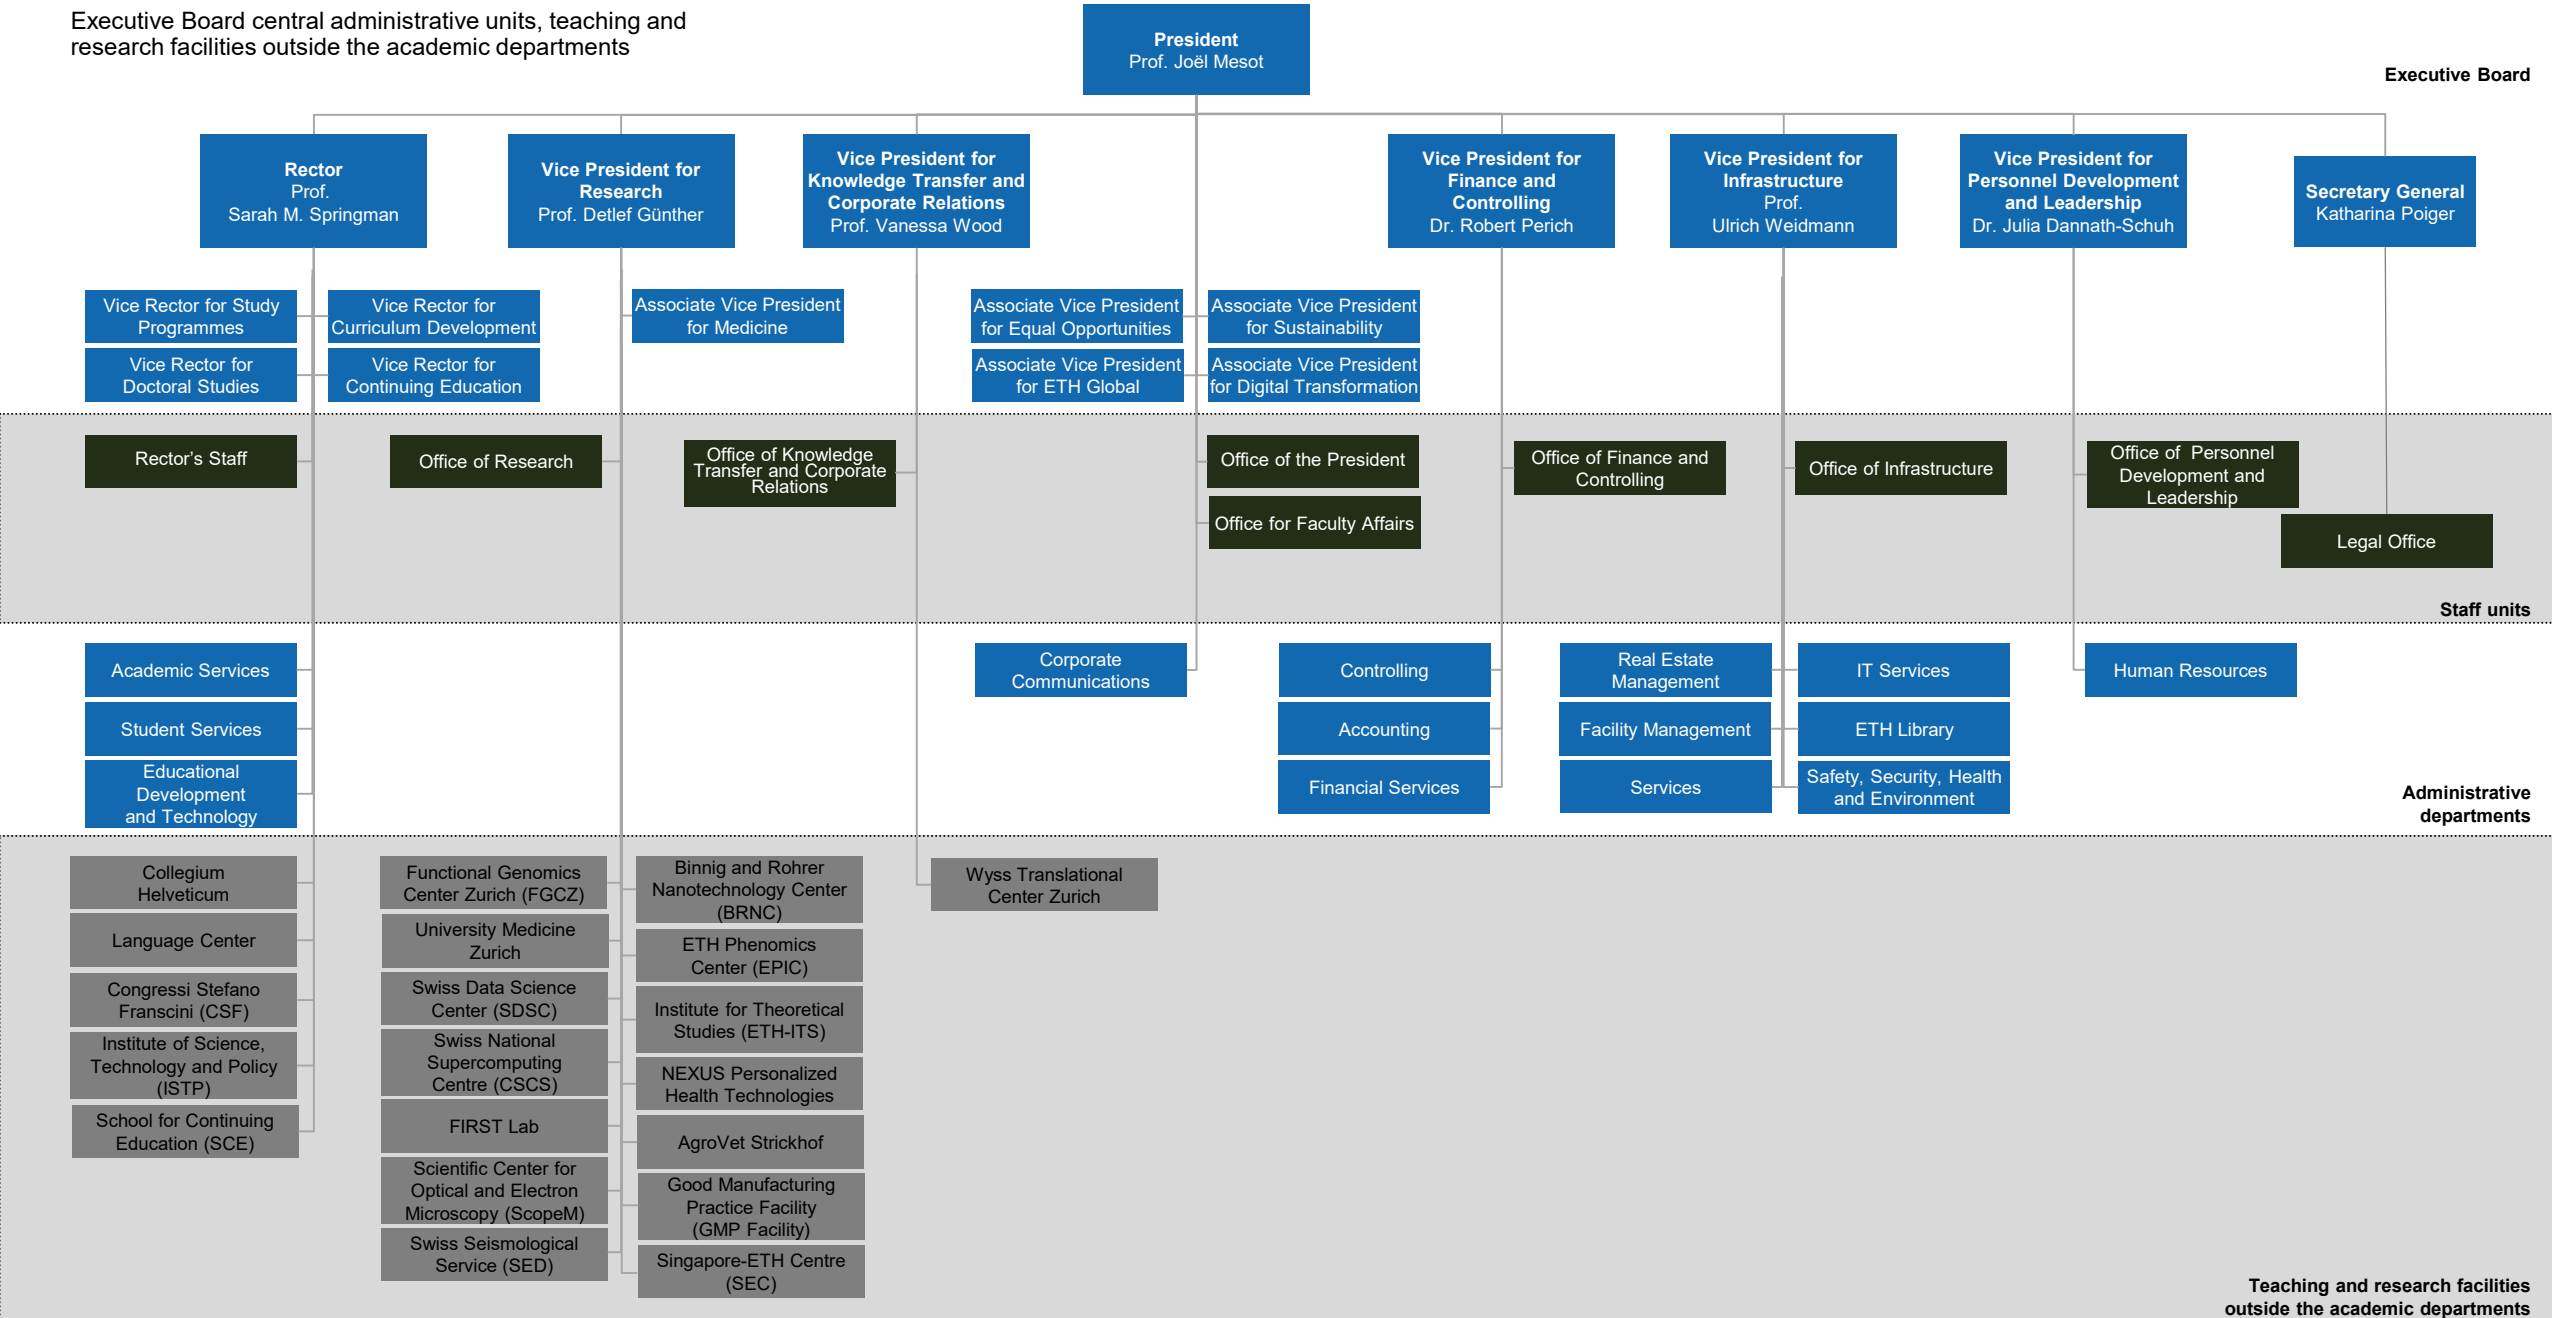 Executive Board central administrative units, teaching and
research facilities outside the academic departments
President
Prof. Joël Mesot
Executive Board
Rector
Prof.
Sarah M. Springman
Vice President for
Research
Prof. Detlef Günther
Vice President for
Knowledge Transfer and
Corporate Relations
Prof. Vanessa Wood
Vice President for
Finance and
Controlling
Dr. Robert Perich
Vice President for
Infrastructure
Prof.
Ulrich Weidmann
Vice President for
Personnel Development
and Leadership
Dr. Julia Dannath-Schuh
Secretary General
Katharina Poiger
Vice Rector for Study
Programmes
Vice Rector for
Curriculum Development
Vice Rector for
Doctoral Studies
Vice Rector for
Continuing Education
Associate Vice President
for Medicine
Associate Vice President
for Equal Opportunities
Associate Vice President
for Sustainability
Associate Vice President
for ETH Global
Associate Vice President
for Digital Transformation
Rector’s Staff
Office of Research
Office of Knowledge
Transfer and Corporate
Relations
Office of the President
Office for Faculty Affairs
Office of Finance and
Controlling
Office of Infrastructure
Office of  Personnel
Development and
Leadership
Legal Office
Staff units
Academic Services
Student Services
Educational
Development
and Technology
Corporate
Communications
Controlling
Accounting
Financial Services
Real Estate
Management
Facility Management
Services
IT Services
ETH Library
Safety, Security, Health
and Environment
Human Resources
Administrative
departments
Collegium
Helveticum
Language Center
Congressi Stefano
Franscini (CSF)
Institute of Science,
Technology and Policy
(ISTP)
School for Continuing
Education (SCE)
Functional Genomics
Center Zurich (FGCZ)
University Medicine
Zurich
Swiss Data Science
Center (SDSC)
Swiss National
Supercomputing
Centre (CSCS)
FIRST Lab
Scientific Center for
Optical and Electron
Microscopy (ScopeM)
Swiss Seismological
Service (SED)
Binnig and Rohrer
Nanotechnology Center
(BRNC)
ETH Phenomics
Center (EPIC)
Institute for Theoretical
Studies (ETH-ITS)
NEXUS Personalized
Health Technologies
AgroVet Strickhof
Good Manufacturing
Practice Facility
(GMP Facility)
Singapore-ETH Centre
(SEC)
Wyss Translational
Center Zurich
Teaching and research facilities
outside the academic departments